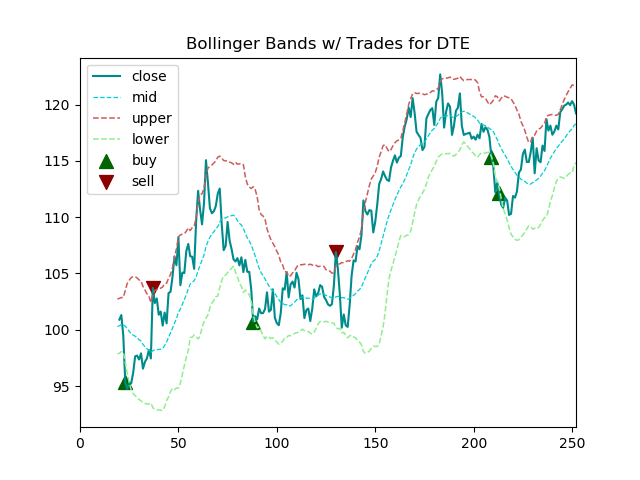 Bollinger Bands w/ Trades for DTE
close
mid
upper
lower
buy
sell
120
115
110
105
100
95
0 50 100 150 200 250